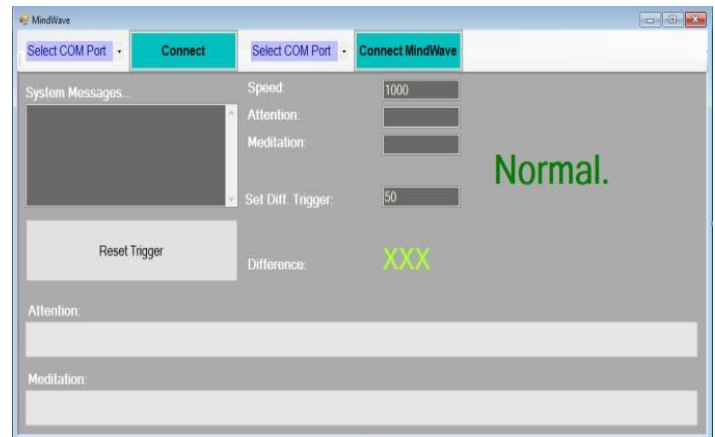 MindWave
Select COM Port Connect Select COM Port Connect MindWave
System Messages...
Speed: 1000
Attention:
Meditation:
Normal.
Set Diff. Trigger: 50
Reset Trigger
Difference: XXX
Attention:
Meditation: